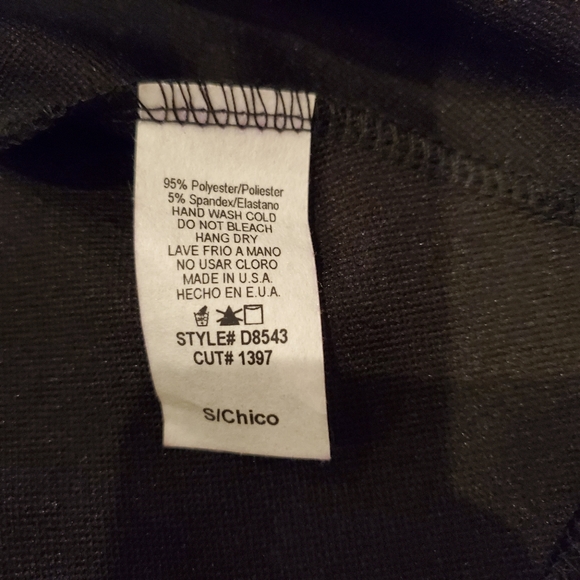 95% Polyester/Poliester
5% Spandex/Elastano
HAND WASH COLD
DO NOT BLEACH
HANG DRY
LAVE FRIO A MANO
NO USAR CLORO
MADE IN U.S.A.
HECHO EN E.U.A.
STYLE# D8543
CUT# 1397
S/Chico